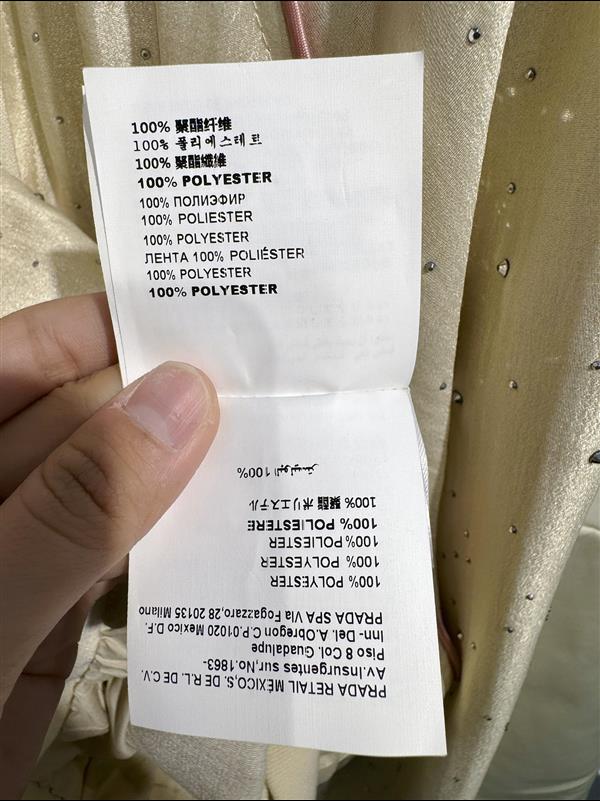 100% 聚酯纤维
100% 폴리에스테르
100% 聚酯纖維
100% POLYESTER
100% ПОЛИЭФИР
100% POLIESTER
100% POLYESTER
ЛЕНТА 100% POLIÉSTER
100% POLYESTER
100% POLYESTER
PRADA RETAIL MÉXICO,S. DE R.L. DE C.V.
Av.Insurgentes sur,No.1863-
Piso 8 Col. Guadalupe
Inn- Del. A.Obregon C.P.01020 Mexico D.F.
PRADA SPA Via Fogazzaro,28 20135 Milano
100% POLYESTER
100% POLYESTER
100% POLIESTER
100% POLIESTERE
100% 聚酯 ポリエステル
100% البوليستر %